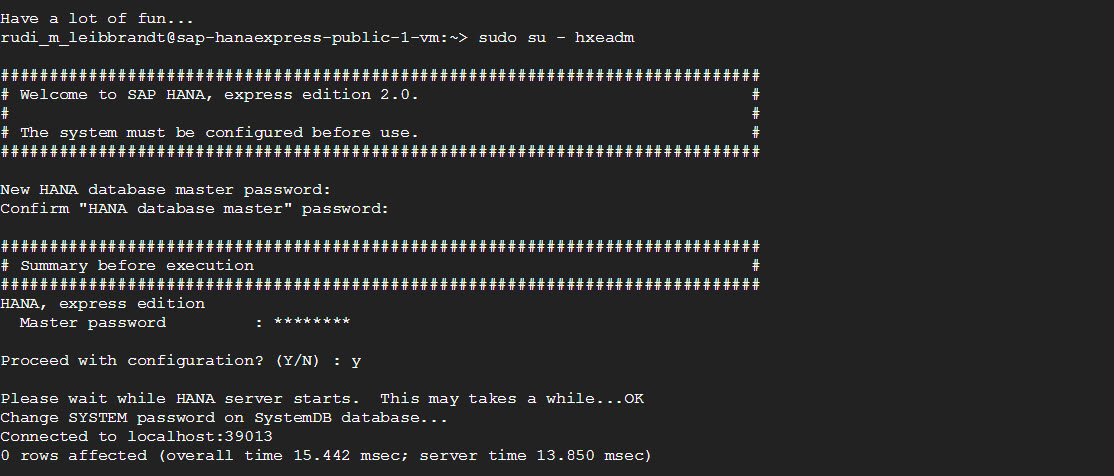 Have a lot of fun...
rudi_m_leibbrandt@sap-hanaexpress-public-1-vm:~> sudo su - hxeadm
##############################################################################
# Welcome to SAP HANA, express edition 2.0. #
# #
# The system must be configured before use. #
##############################################################################
New HANA database master password:
Confirm "HANA database master" password:
##############################################################################
# Summary before execution #
##############################################################################
HANA, express edition
Master password : ********
Proceed with configuration? (Y/N) : y
Please wait while HANA server starts. This may takes a while...OK
Change SYSTEM password on SystemDB database...
Connected to localhost:39013
0 rows affected (overall time 15.442 msec; server time 13.850 msec)